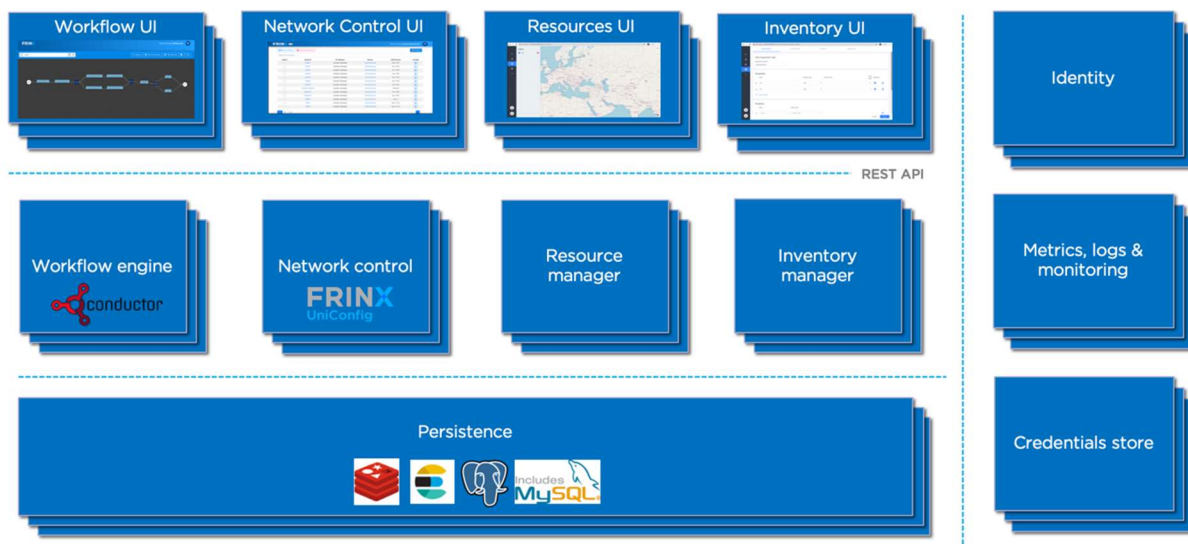 Workflow UI
Network Control UI
Resources UI
Inventory UI
Identity
REST API
Workflow engine
conductor
Network control
FRINX
UniConfig
Resource
manager
Inventory
manager
Metrics, logs &
monitoring
Persistence
Includes
MySQL
Credentials store